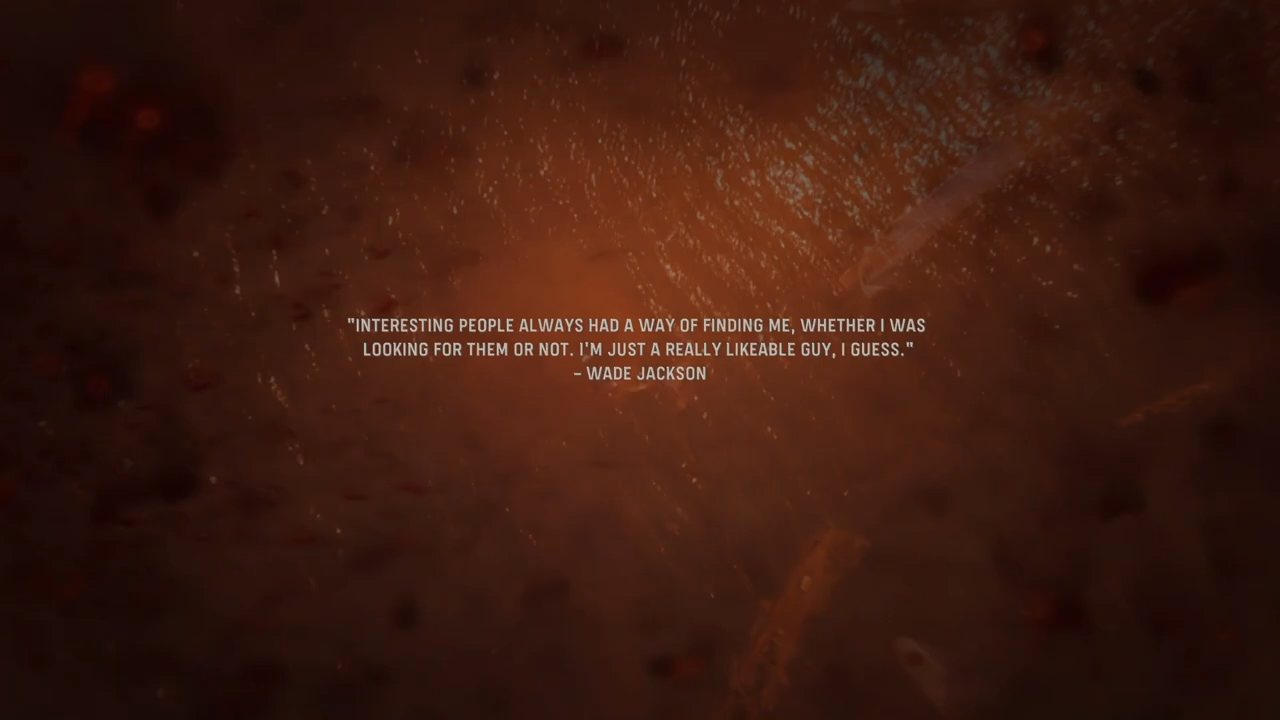 "INTERESTING PEOPLE ALWAYS HAD A WAY OF FINDING ME, WHETHER I WAS
LOOKING FOR THEM OR NOT. I'M JUST A REALLY LIKEABLE GUY, I GUESS."
– WADE JACKSON